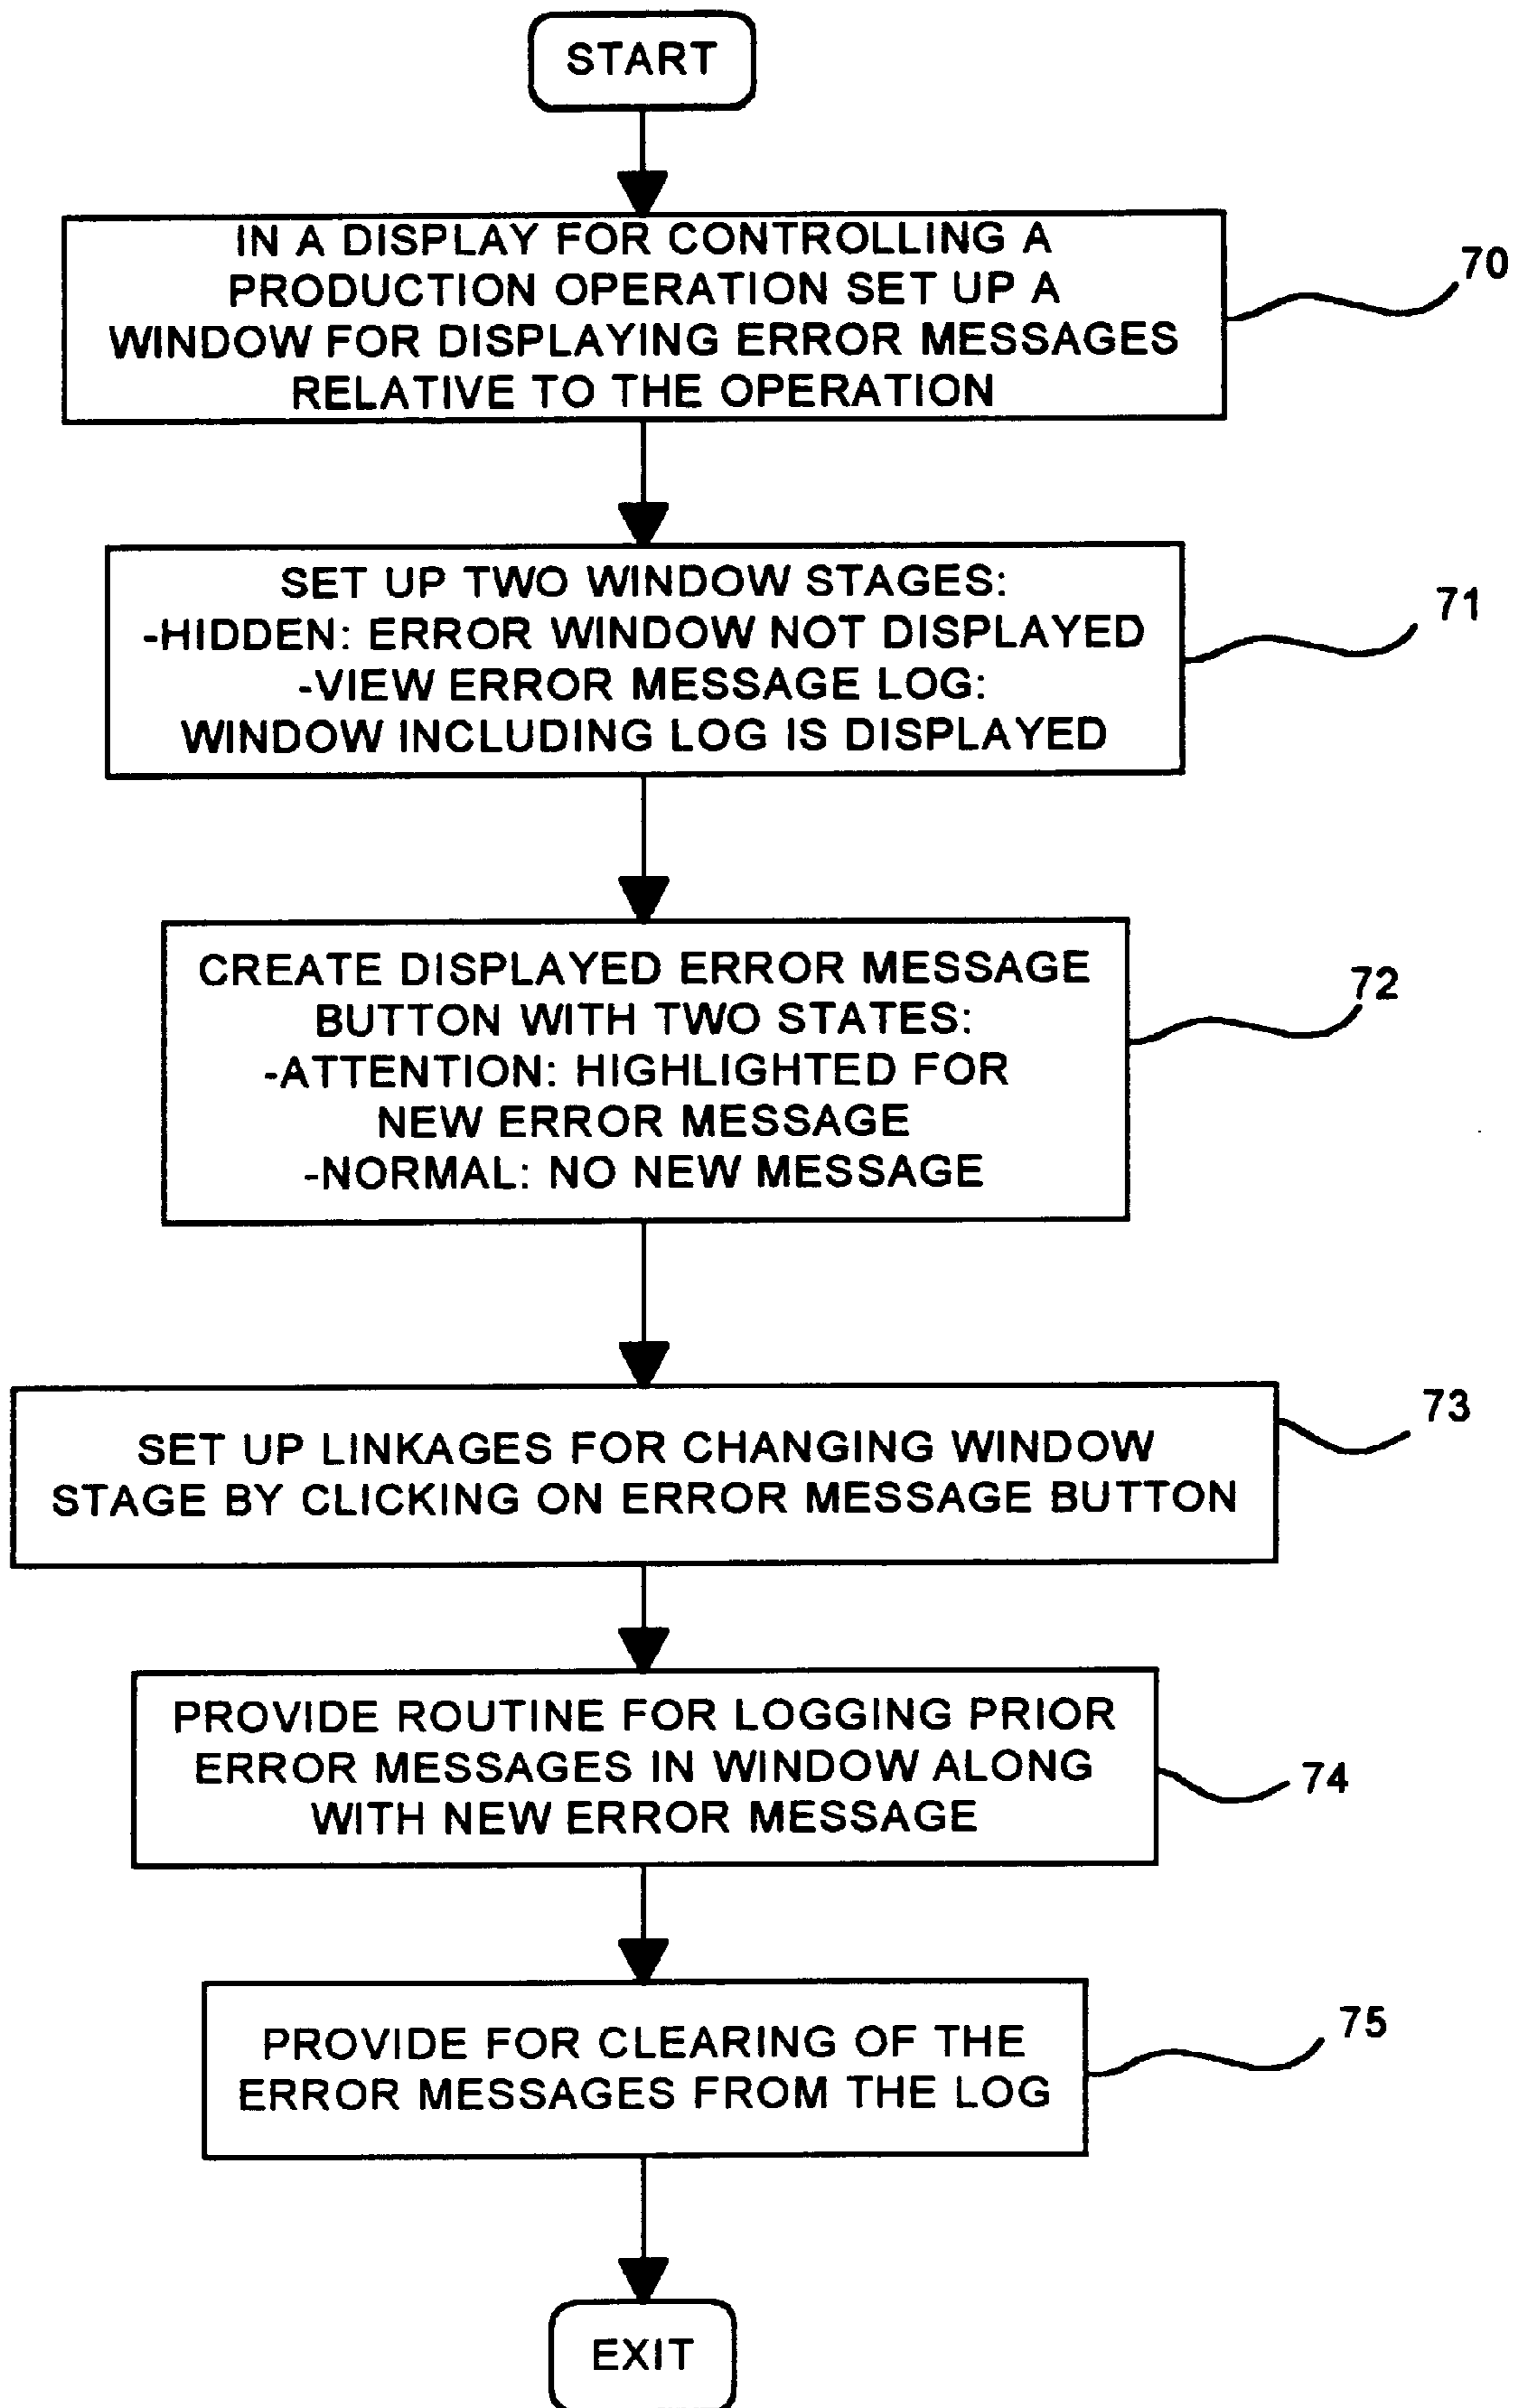 START
IN A DISPLAY FOR CONTROLLING A
PRODUCTION OPERATION SET UP A
WINDOW FOR DISPLAYING ERROR MESSAGES
RELATIVE TO THE OPERATION
70
SET UP TWO WINDOW STAGES:
-HIDDEN: ERROR WINDOW NOT DISPLAYED
-VIEW ERROR MESSAGE LOG:
WINDOW INCLUDING LOG IS DISPLAYED
71
CREATE DISPLAYED ERROR MESSAGE
BUTTON WITH TWO STATES:
-ATTENTION: HIGHLIGHTED FOR
NEW ERROR MESSAGE
-NORMAL: NO NEW MESSAGE
72
SET UP LINKAGES FOR CHANGING WINDOW
STAGE BY CLICKING ON ERROR MESSAGE BUTTON
73
PROVIDE ROUTINE FOR LOGGING PRIOR
ERROR MESSAGES IN WINDOW ALONG
WITH NEW ERROR MESSAGE
74
PROVIDE FOR CLEARING OF THE
ERROR MESSAGES FROM THE LOG
75
EXIT